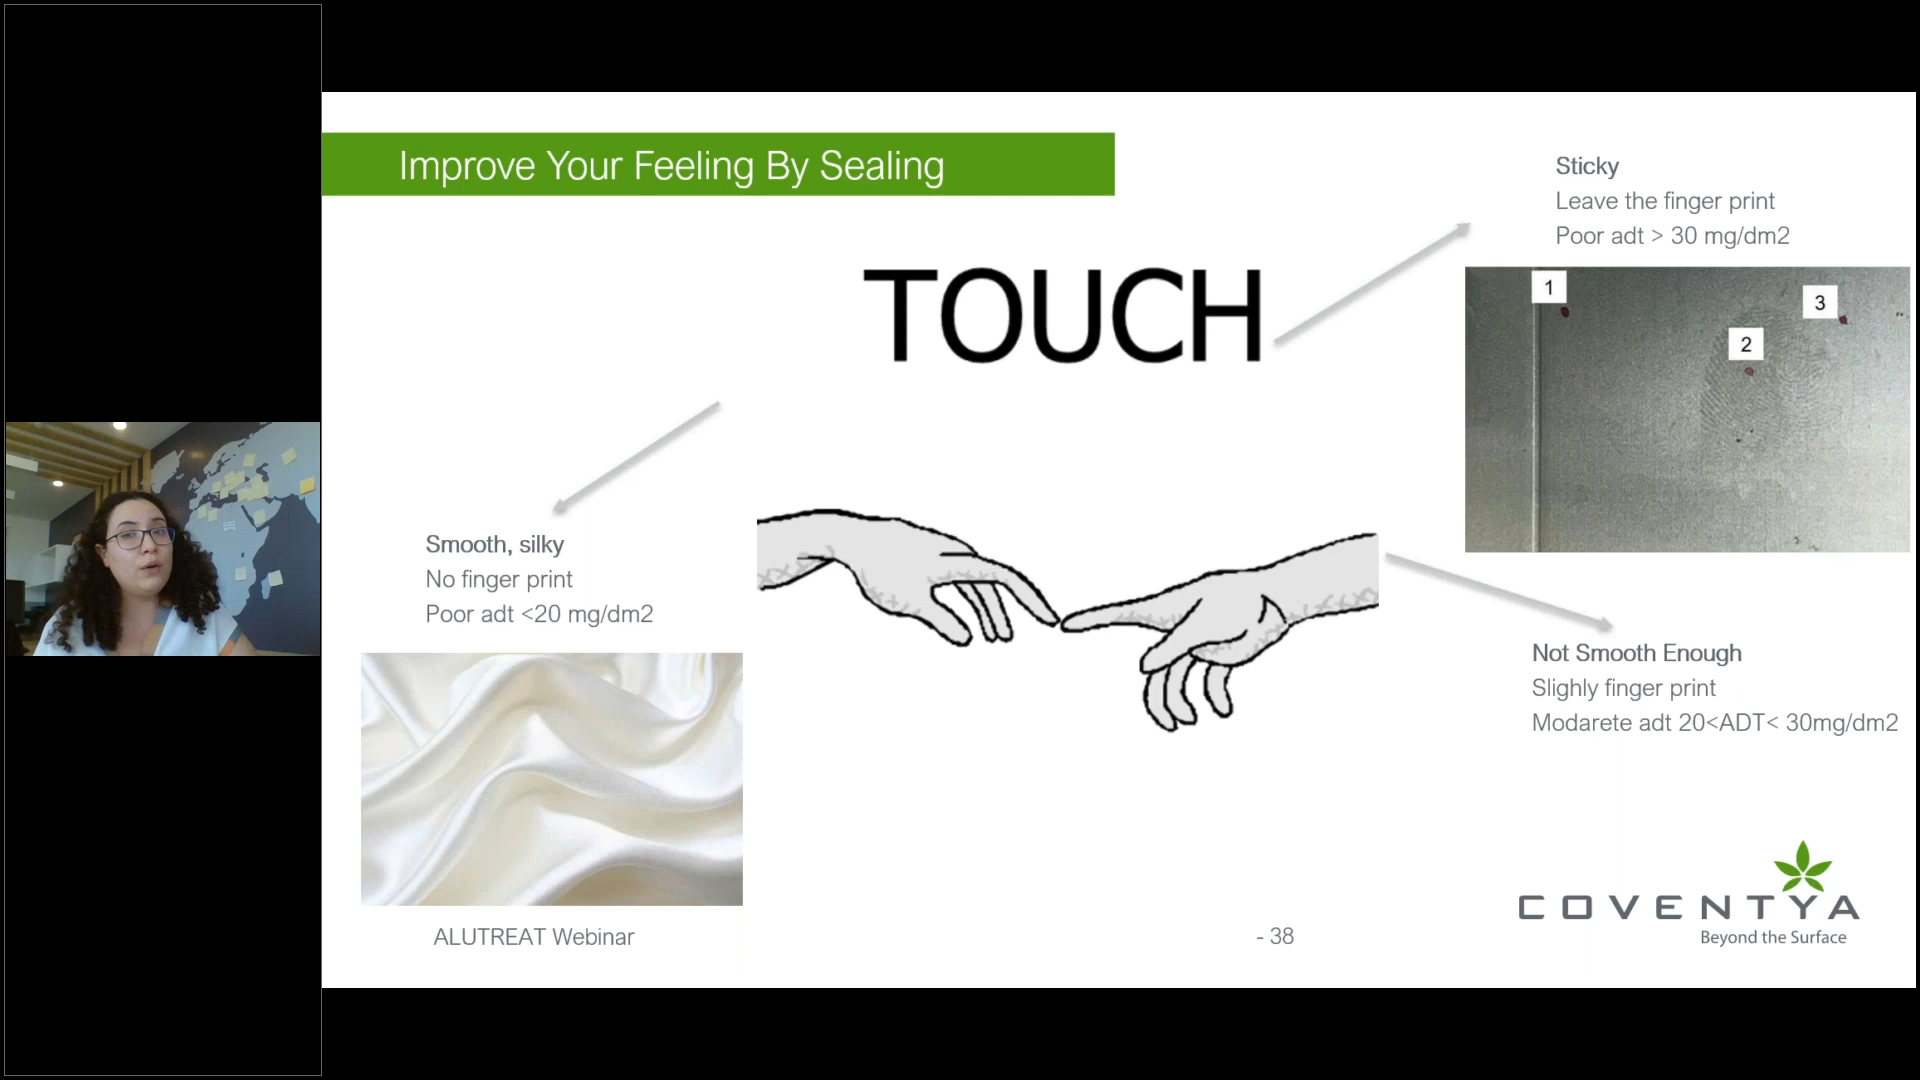 Improve Your Feeling By Sealing
TOUCH
Sticky
Leave the finger print
Poor adt > 30 mg/dm2
1
2
3
Smooth, silky
No finger print
Poor adt <20 mg/dm2
Not Smooth Enough
Slighly finger print
Modarete adt 20<ADT< 30mg/dm2
ALUTREAT Webinar
- 38
COVENTYA
Beyond the Surface